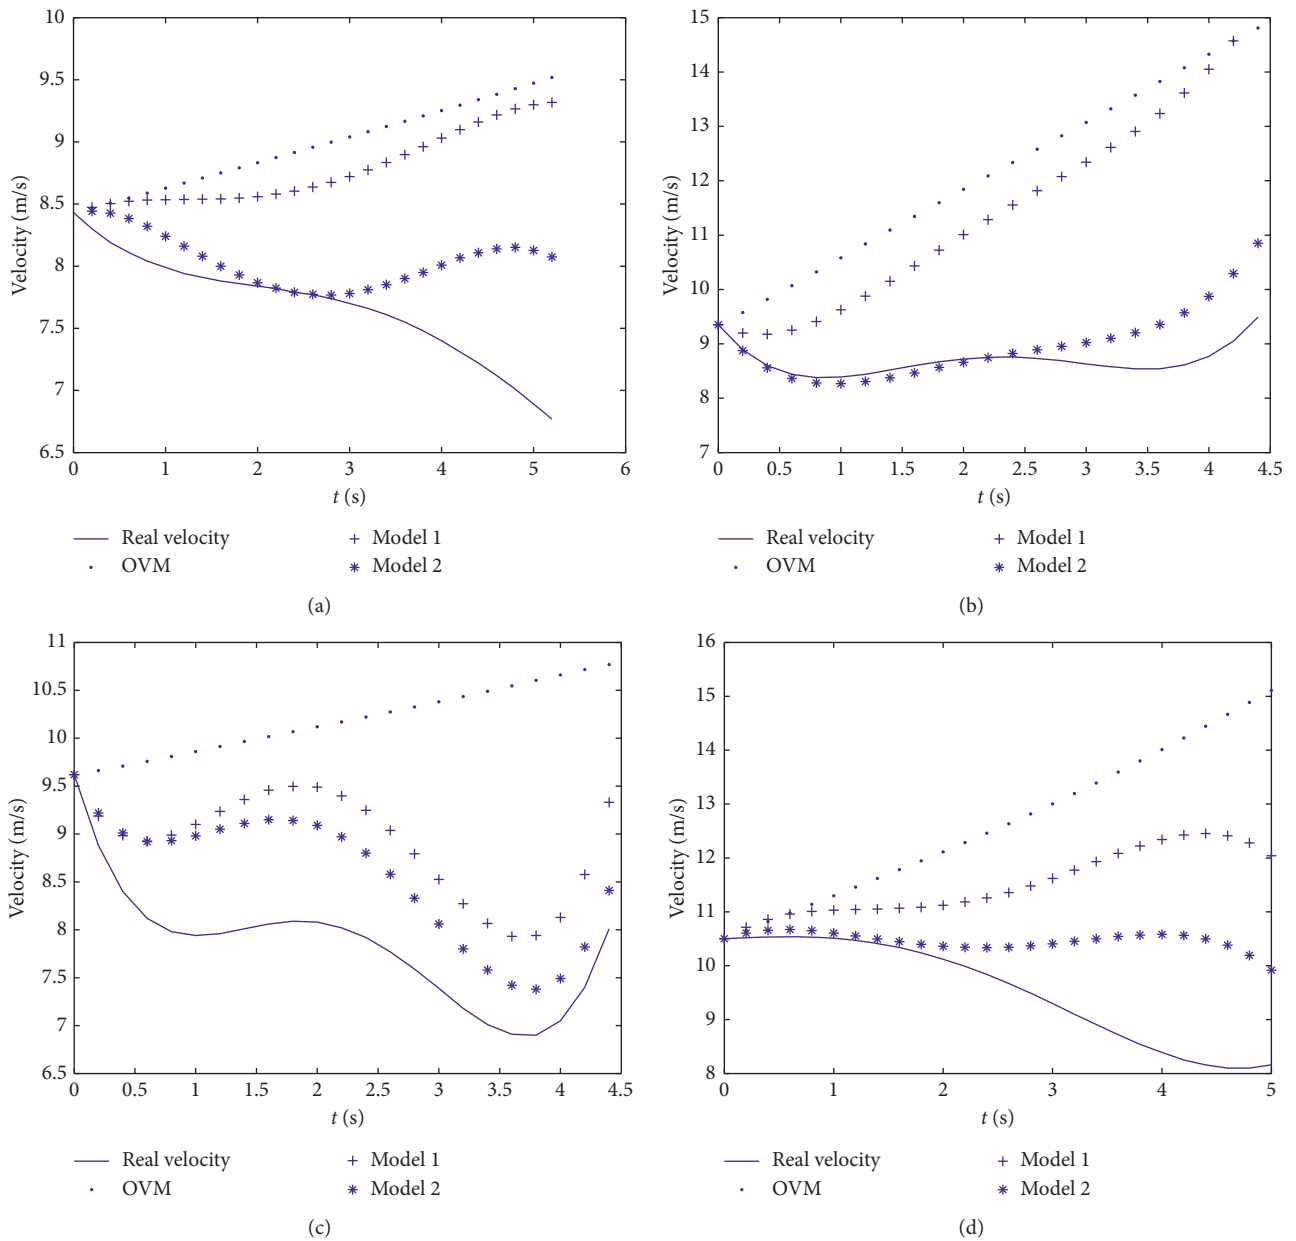 10
9.5
9
8.5
8
7.5
7
6.5
Velocity (m/s)
0 1 2 3 4 5 6
t (s)
Real velocity
OVM
Model 1
Model 2
(a)
15
14
13
12
11
10
9
8
7
Velocity (m/s)
0 0.5 1 1.5 2 2.5 3 3.5 4 4.5
t (s)
Real velocity
OVM
Model 1
Model 2
(b)
11
10.5
10
9.5
9
8.5
8
7.5
7
6.5
Velocity (m/s)
0 0.5 1 1.5 2 2.5 3 3.5 4 4.5
t (s)
Real velocity
OVM
Model 1
Model 2
(c)
16
15
14
13
12
11
10
9
8
Velocity (m/s)
0 1 2 3 4 5
t (s)
Real velocity
OVM
Model 1
Model 2
(d)